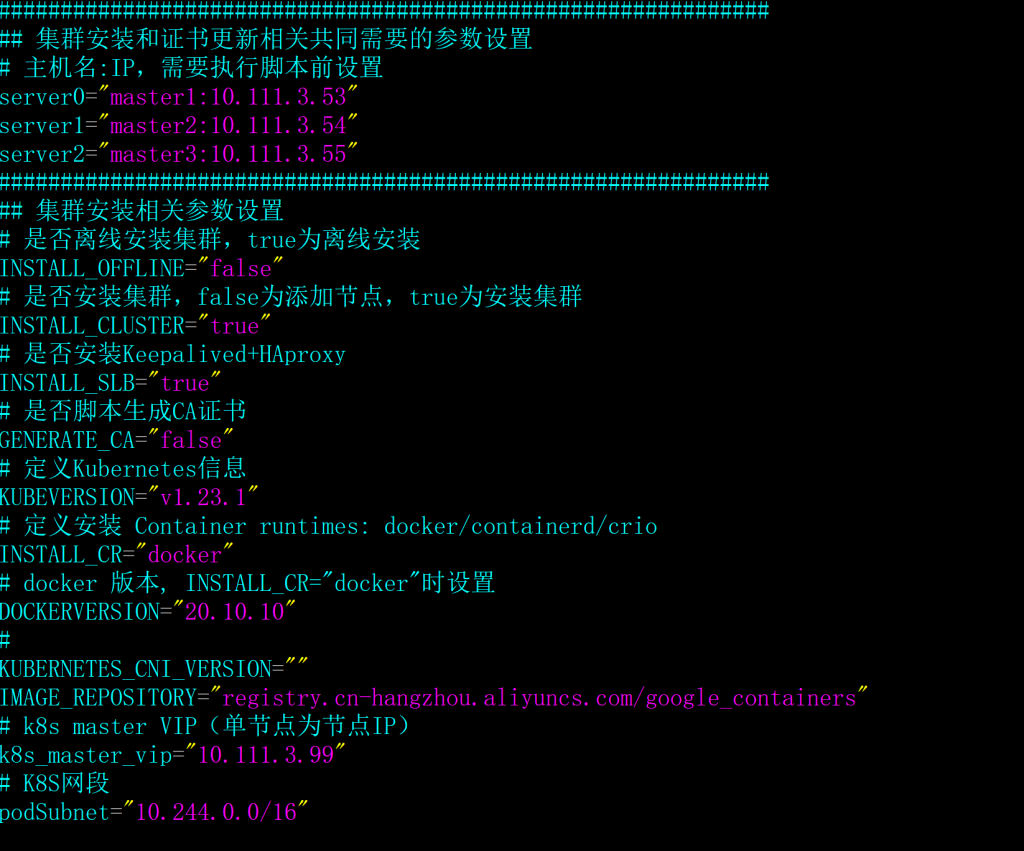 ##############################################################
## 集群安装和证书更新相关共同需要的参数设置
# 主机名:IP，需要执行脚本前设置
server0="master1:10.111.3.53"
server1="master2:10.111.3.54"
server2="master3:10.111.3.55"
##############################################################
## 集群安装相关参数设置
# 是否离线安装集群，true为离线安装
INSTALL_OFFLINE="false"
# 是否安装集群，false为添加节点，true为安装集群
INSTALL_CLUSTER="true"
# 是否安装Keepalived+HAproxy
INSTALL_SLB="true"
# 是否脚本生成CA证书
GENERATE_CA="false"
# 定义Kubernetes信息
KUBEVERSION="v1.23.1"
# 定义安装 Container runtimes: docker/containerd/crio
INSTALL_CR="docker"
# docker 版本, INSTALL_CR="docker"时设置
DOCKERVERSION="20.10.10"
#
KUBERNETES_CNI_VERSION=""
IMAGE_REPOSITORY="registry.cn-hangzhou.aliyuncs.com/google_containers"
# k8s master VIP（单节点为节点IP）
k8s_master_vip="10.111.3.99"
# K8S网段
podSubnet="10.244.0.0/16"